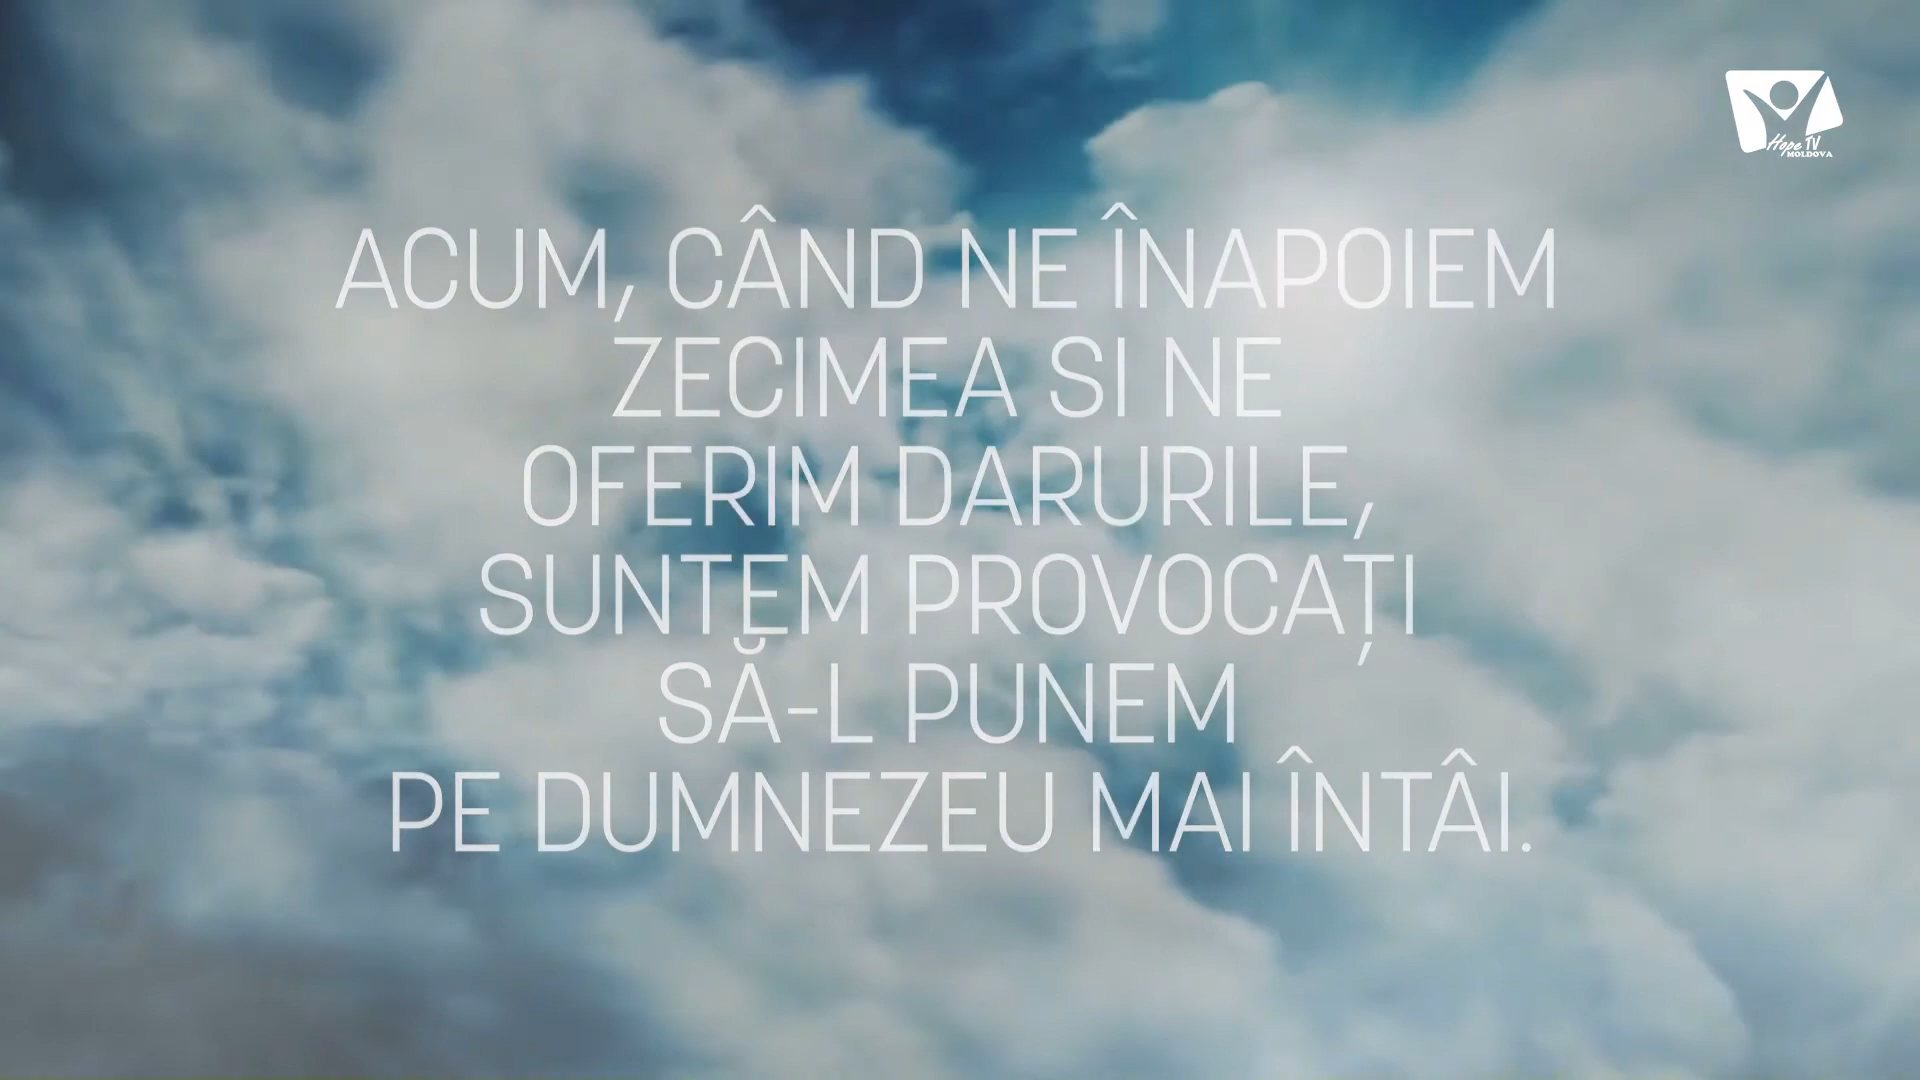 Hope TV
MOLDOVA
ACUM, CÂND NE ÎNAPOIEM
ZECIMEA SI NE
OFERIM DARURILE,
SUNTEM PROVOCAȚI
SĂ-L PUNEM
PE DUMNEZEU MAI ÎNTÂI.